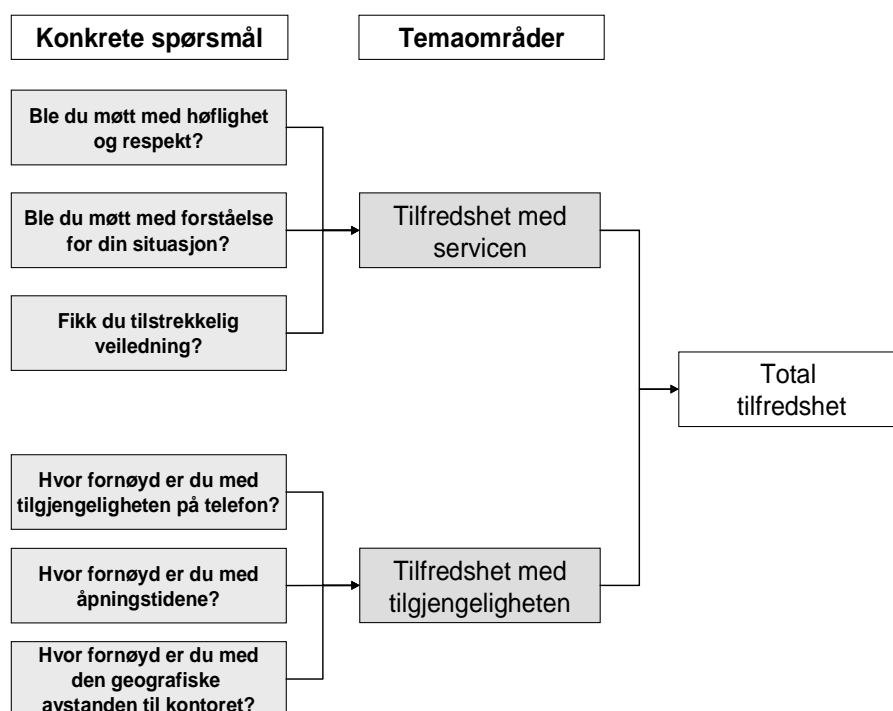 Konkrete spørsmål
Temaområder
Ble du møtt med høflighet
og respekt?
Ble du møtt med forståelse
for din situasjon?
Fikk du tilstrekkelig
veiledning?
Tilfredshet med
servicen
Total
tilfredshet
Hvor fornøyd er du med
tilgjengeligheten på telefon?
Hvor fornøyd er du med
åpningstidene?
Hvor fornøyd er du med
den geografiske
avstanden til kontoret?
Tilfredshet med
tilgjengeligheten